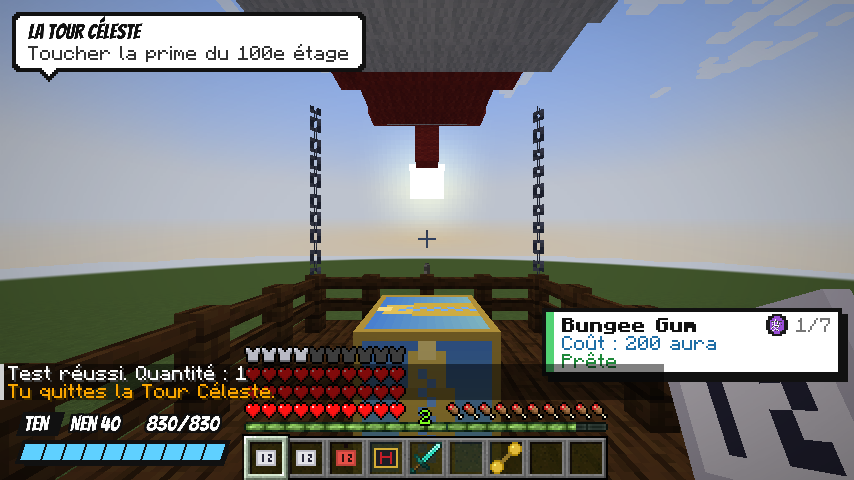 LA TOUR CÉLESTE
Toucher la prime du 100e étage
Bungee Gum
1/7
Coût : 200 aura
Prête
Test réussi. Quantité : 1
Tu quittes la Tour Céleste.
TEN NEN 40 830/830
2
12 12 12 H
12